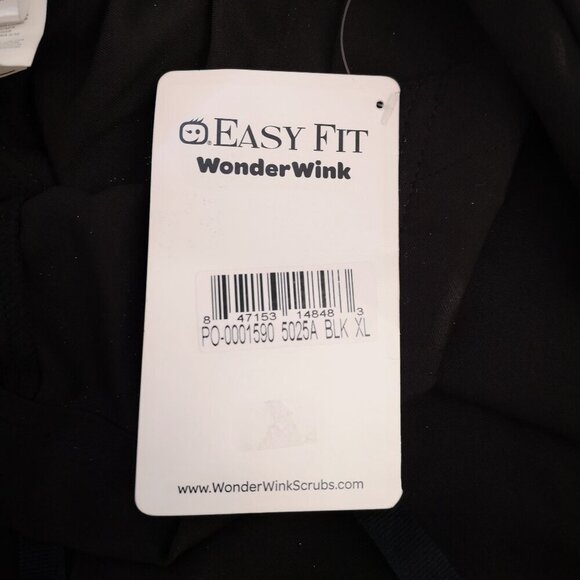 EASY FIT
WonderWink
8 47153 14848 3
PO-0001590 5025A BLK XL
www.WonderWinkScrubs.com